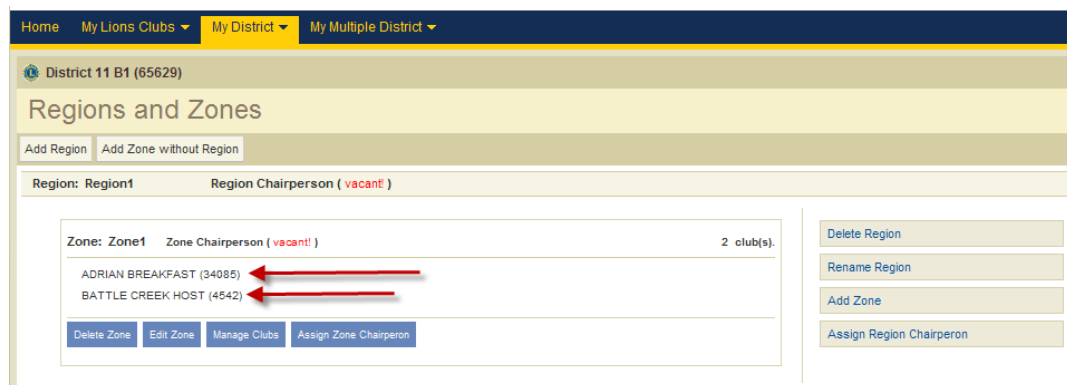 Home My Lions Clubs My District My Multiple District
District 11 B1 (65629)
Regions and Zones
Add Region Add Zone without Region
Region: Region1 Region Chairperson ( vacant! )
Zone: Zone1 Zone Chairperson ( vacant! ) 2 club(s).
ADRIAN BREAKFAST (34085)
BATTLE CREEK HOST (4542)
Delete Zone Edit Zone Manage Clubs Assign Zone Chairperon
Delete Region
Rename Region
Add Zone
Assign Region Chairperon